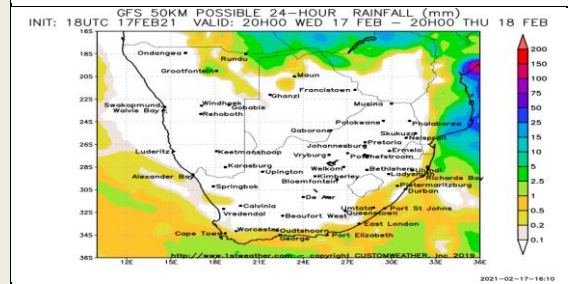 GFS 50KM POSSIBLE 24-HOUR RAINFALL (mm)
INIT: 18UTC 17FEB21 VALID: 20H00 WED 17 FEB - 20H00 THU 18 FEB
16S
18S
20S
22S
24S
26S
28S
30S
32S
34S
36S
Ondangwa
Rundu
Grootfontein
Maun
Ghanzi
Francistown
Windhoek
Gobabis
Swakopmund
Walvis Bay
Rehoboth
Musina
Polokwane
Phalaborwa
Skukuza
Nelspruit
Gaborone
Pretoria
Johannesburg
Ermelo
Luderitz
Keetmanshoop
Vryburg
Potchefstroom
Karasburg
Upington
Welkom
Bethlehem
Ladysmith
Richards Bay
Alexander Bay
Kimberley
Bloemfontein
Pietermaritzburg
Durban
Springbok
De Aar
Calvinia
Vredendal
Beaufort West
Umtata
Port St Johns
Queenstown
East London
Cape Town
Worcester
Oudtshoorn
George
Port Elizabeth
http://www.1stweather.com - copyright CUSTOMWEATHER, Inc 2019
12E 15E 18E 21E 24E 27E 30E 33E 36E
200
150
100
75
50
25
15
10
5
2.5
1
0.5
0.2
0.1
2021-02-17-16:10